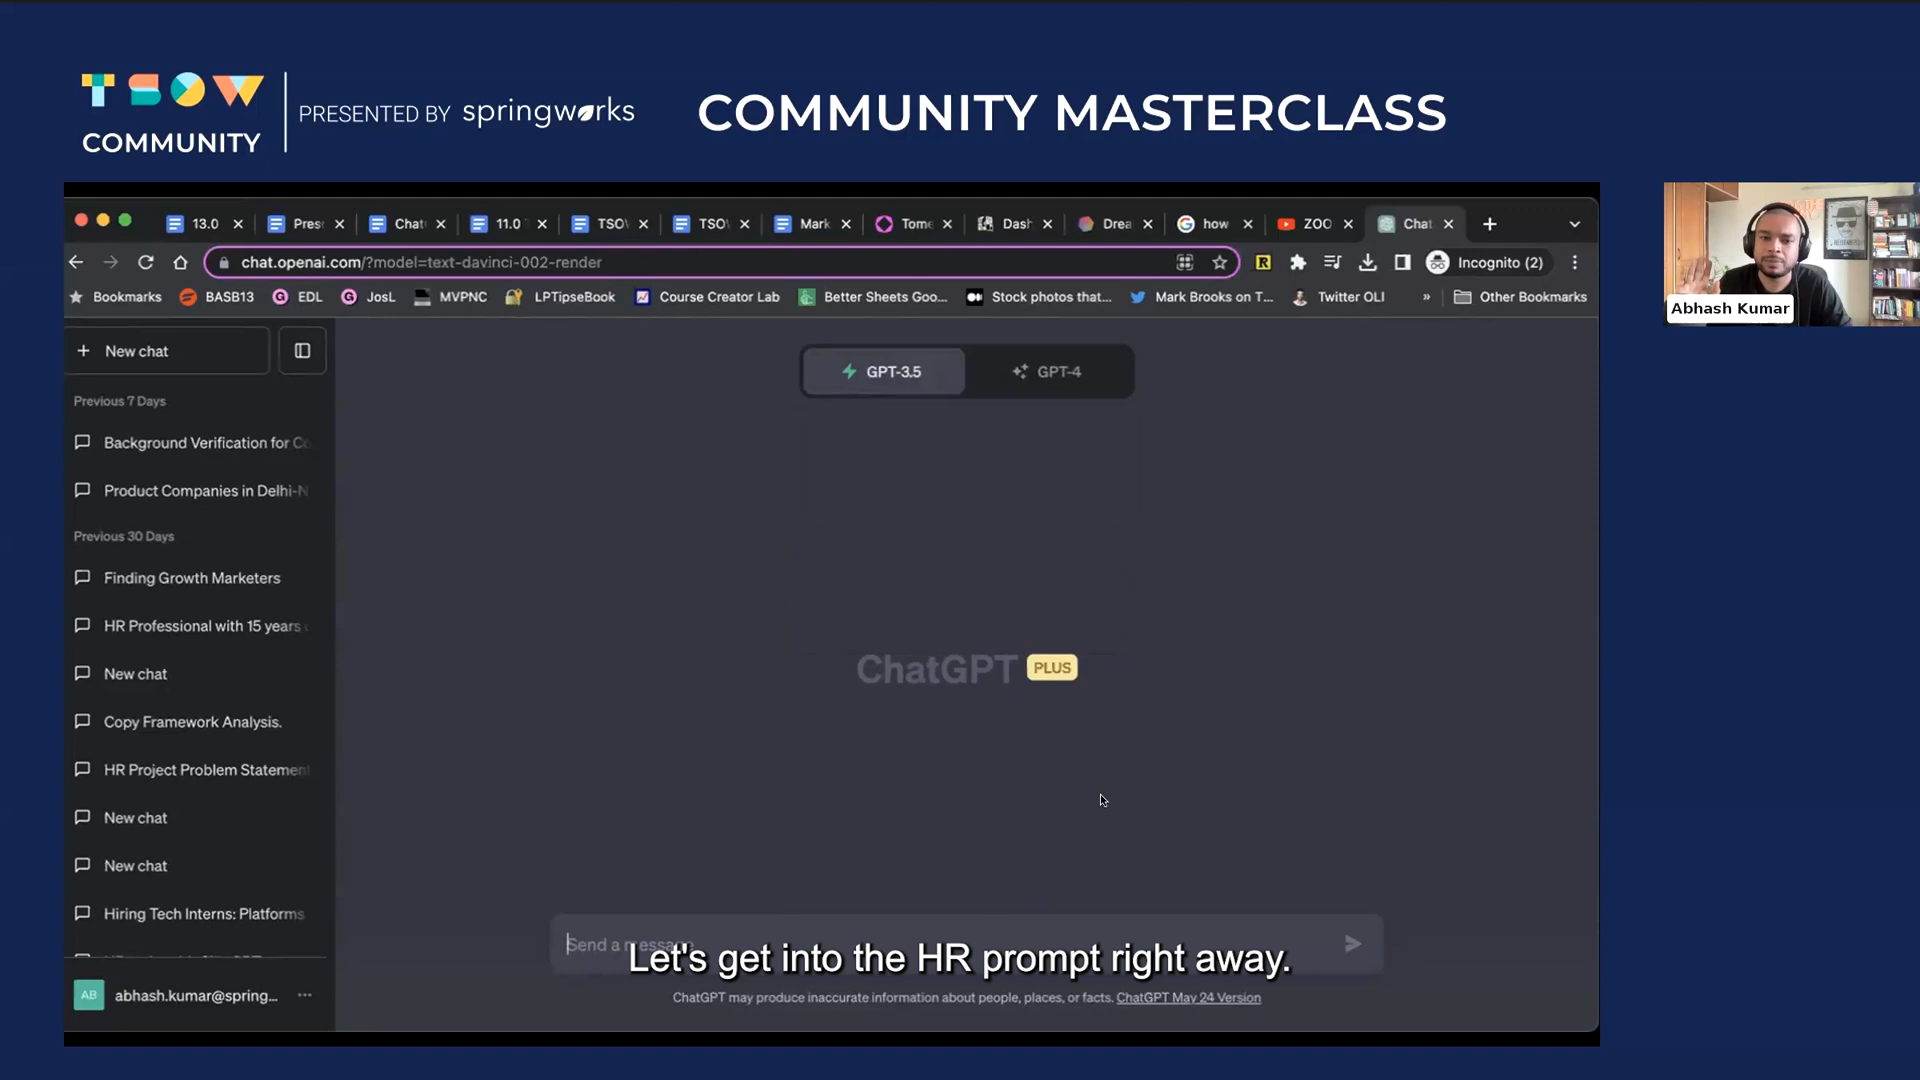 TSOW
COMMUNITY
PRESENTED BY springworks
COMMUNITY MASTERCLASS
13.0
Pres
Chat
11.0
TSO
TSO
Mark
Tome
Dash
Drea
how
ZOO
Chat
chat.openai.com/?model=text-davinci-002-render
Incognito (2)
Bookmarks
BASB13
EDL
JosL
MVPNC
LPTipseBook
Course Creator Lab
Better Sheets Goo...
Stock photos that...
Mark Brooks on T...
Twitter OLI
»
Other Bookmarks
New chat
GPT-3.5
GPT-4
Previous 7 Days
Background Verification for Co
Product Companies in Delhi-N
Previous 30 Days
Finding Growth Marketers
HR Professional with 15 years
New chat
Copy Framework Analysis.
HR Project Problem Statement
New chat
New chat
Hiring Tech Interns: Platforms
AB
abhash.kumar@spring...
ChatGPT PLUS
Send a message
Let's get into the HR prompt right away.
ChatGPT may produce inaccurate information about people, places, or facts. ChatGPT May 24 Version
Abhash Kumar